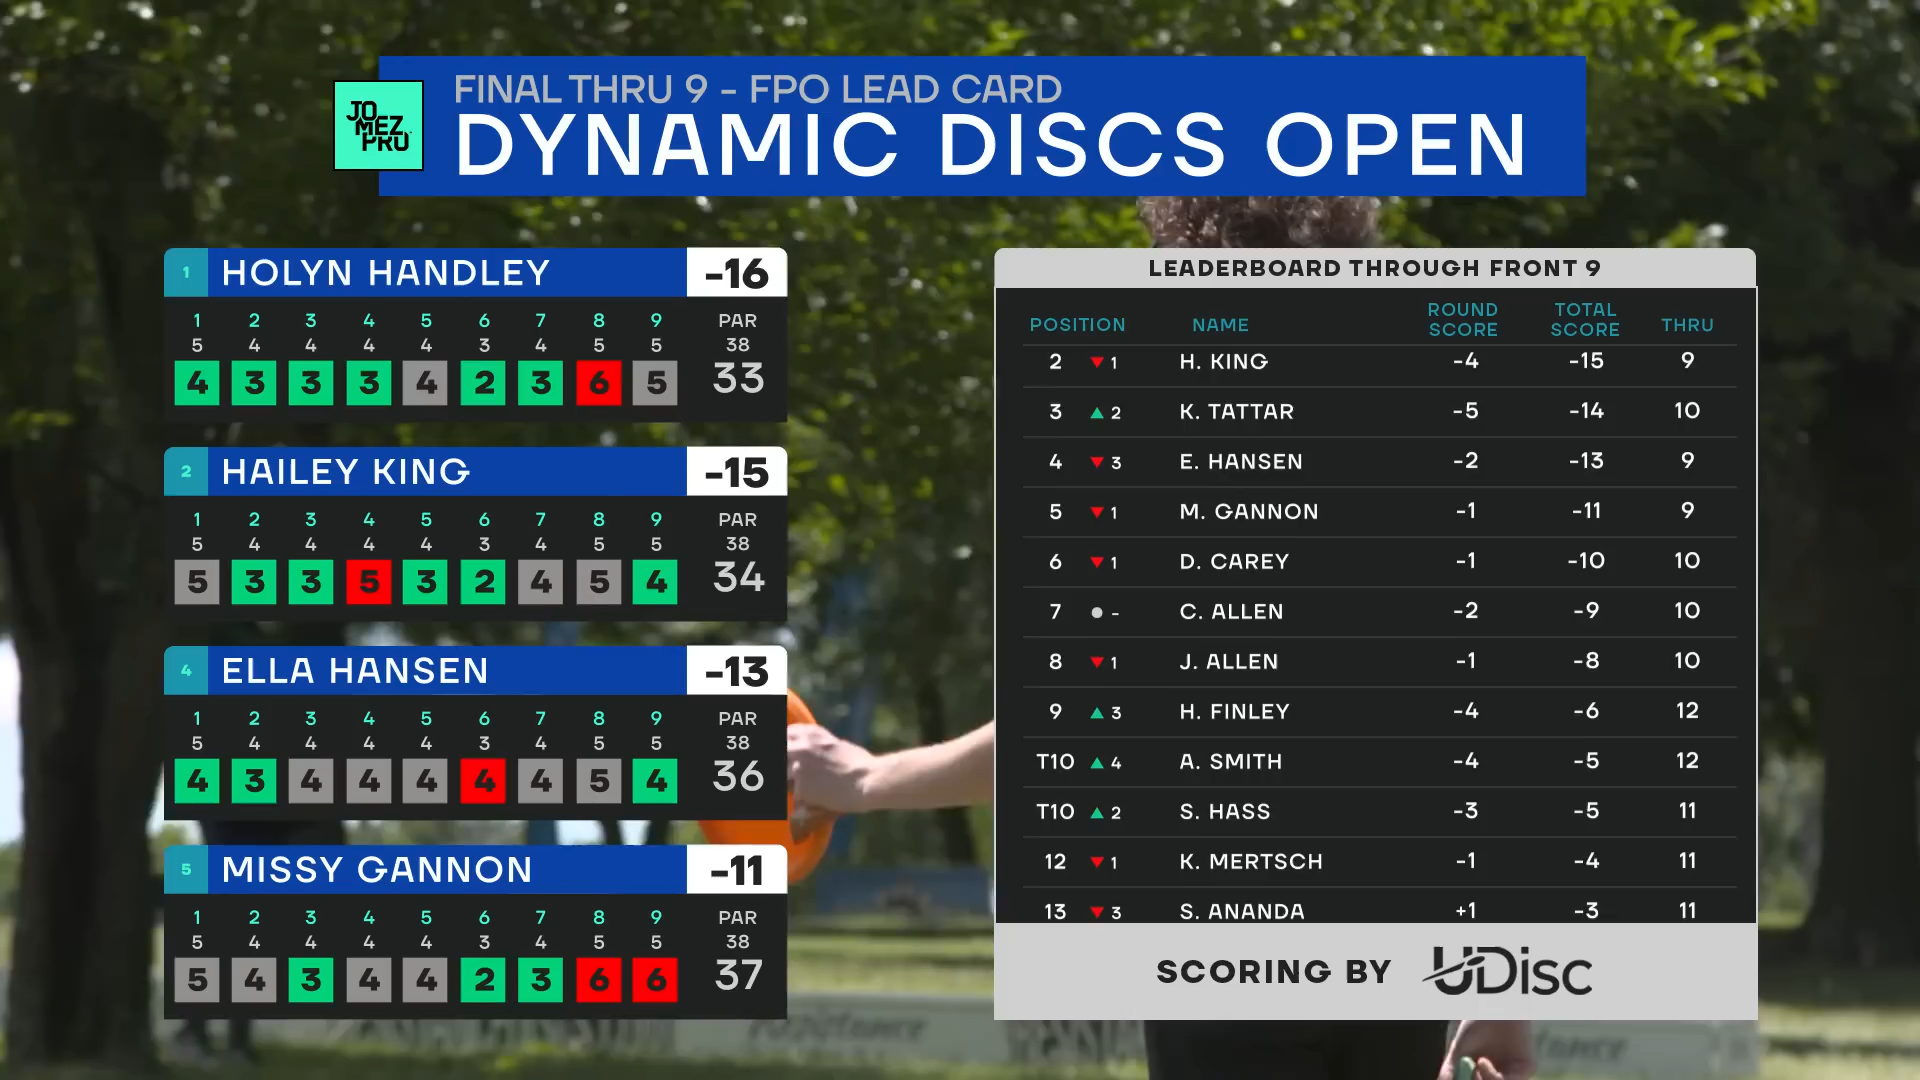 JO
MEZ
PRO
FINAL THRU 9 - FPO LEAD CARD
DYNAMIC DISCS OPEN
1 HOLYN HANDLEY -16
1 2 3 4 5 6 7 8 9 PAR
5 4 4 4 4 3 4 5 5 38
4 3 3 3 4 2 3 6 5 33
2 HAILEY KING -15
1 2 3 4 5 6 7 8 9 PAR
5 4 4 4 4 3 4 5 5 38
5 3 3 5 3 2 4 5 4 34
4 ELLA HANSEN -13
1 2 3 4 5 6 7 8 9 PAR
5 4 4 4 4 3 4 5 5 38
4 3 4 4 4 4 4 5 4 36
5 MISSY GANNON -11
1 2 3 4 5 6 7 8 9 PAR
5 4 4 4 4 3 4 5 5 38
5 4 3 4 4 2 3 6 6 37
LEADERBOARD THROUGH FRONT 9
POSITION NAME ROUND SCORE TOTAL SCORE THRU
2 ▼ 1 H. KING -4 -15 9
3 ▲ 2 K. TATTAR -5 -14 10
4 ▼ 3 E. HANSEN -2 -13 9
5 ▼ 1 M. GANNON -1 -11 9
6 ▼ 1 D. CAREY -1 -10 10
7 ● - C. ALLEN -2 -9 10
8 ▼ 1 J. ALLEN -1 -8 10
9 ▲ 3 H. FINLEY -4 -6 12
T10 ▲ 4 A. SMITH -4 -5 12
T10 ▲ 2 S. HASS -3 -5 11
12 ▼ 1 K. MERTSCH -1 -4 11
13 ▼ 3 S. ANANDA +1 -3 11
SCORING BY UDisc